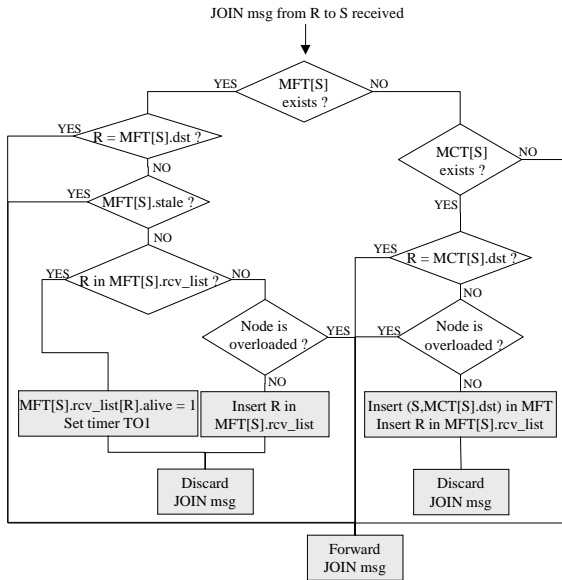 JOIN msg from R to S received
MFT[S]
exists ?
YES
NO
R = MFT[S].dst ?
YES
NO
MCT[S]
exists ?
NO
YES
MFT[S].stale ?
YES
NO
R = MCT[S].dst ?
YES
NO
R in MFT[S].rcv_list ?
YES
NO
Node is
overloaded ?
YES
NO
Node is
overloaded ?
YES
NO
MFT[S].rcv_list[R].alive = 1
Set timer TO1
Insert R in
MFT[S].rcv_list
Insert (S,MCT[S].dst) in MFT
Insert R in MFT[S].rcv_list
Discard
JOIN msg
Discard
JOIN msg
Forward
JOIN msg